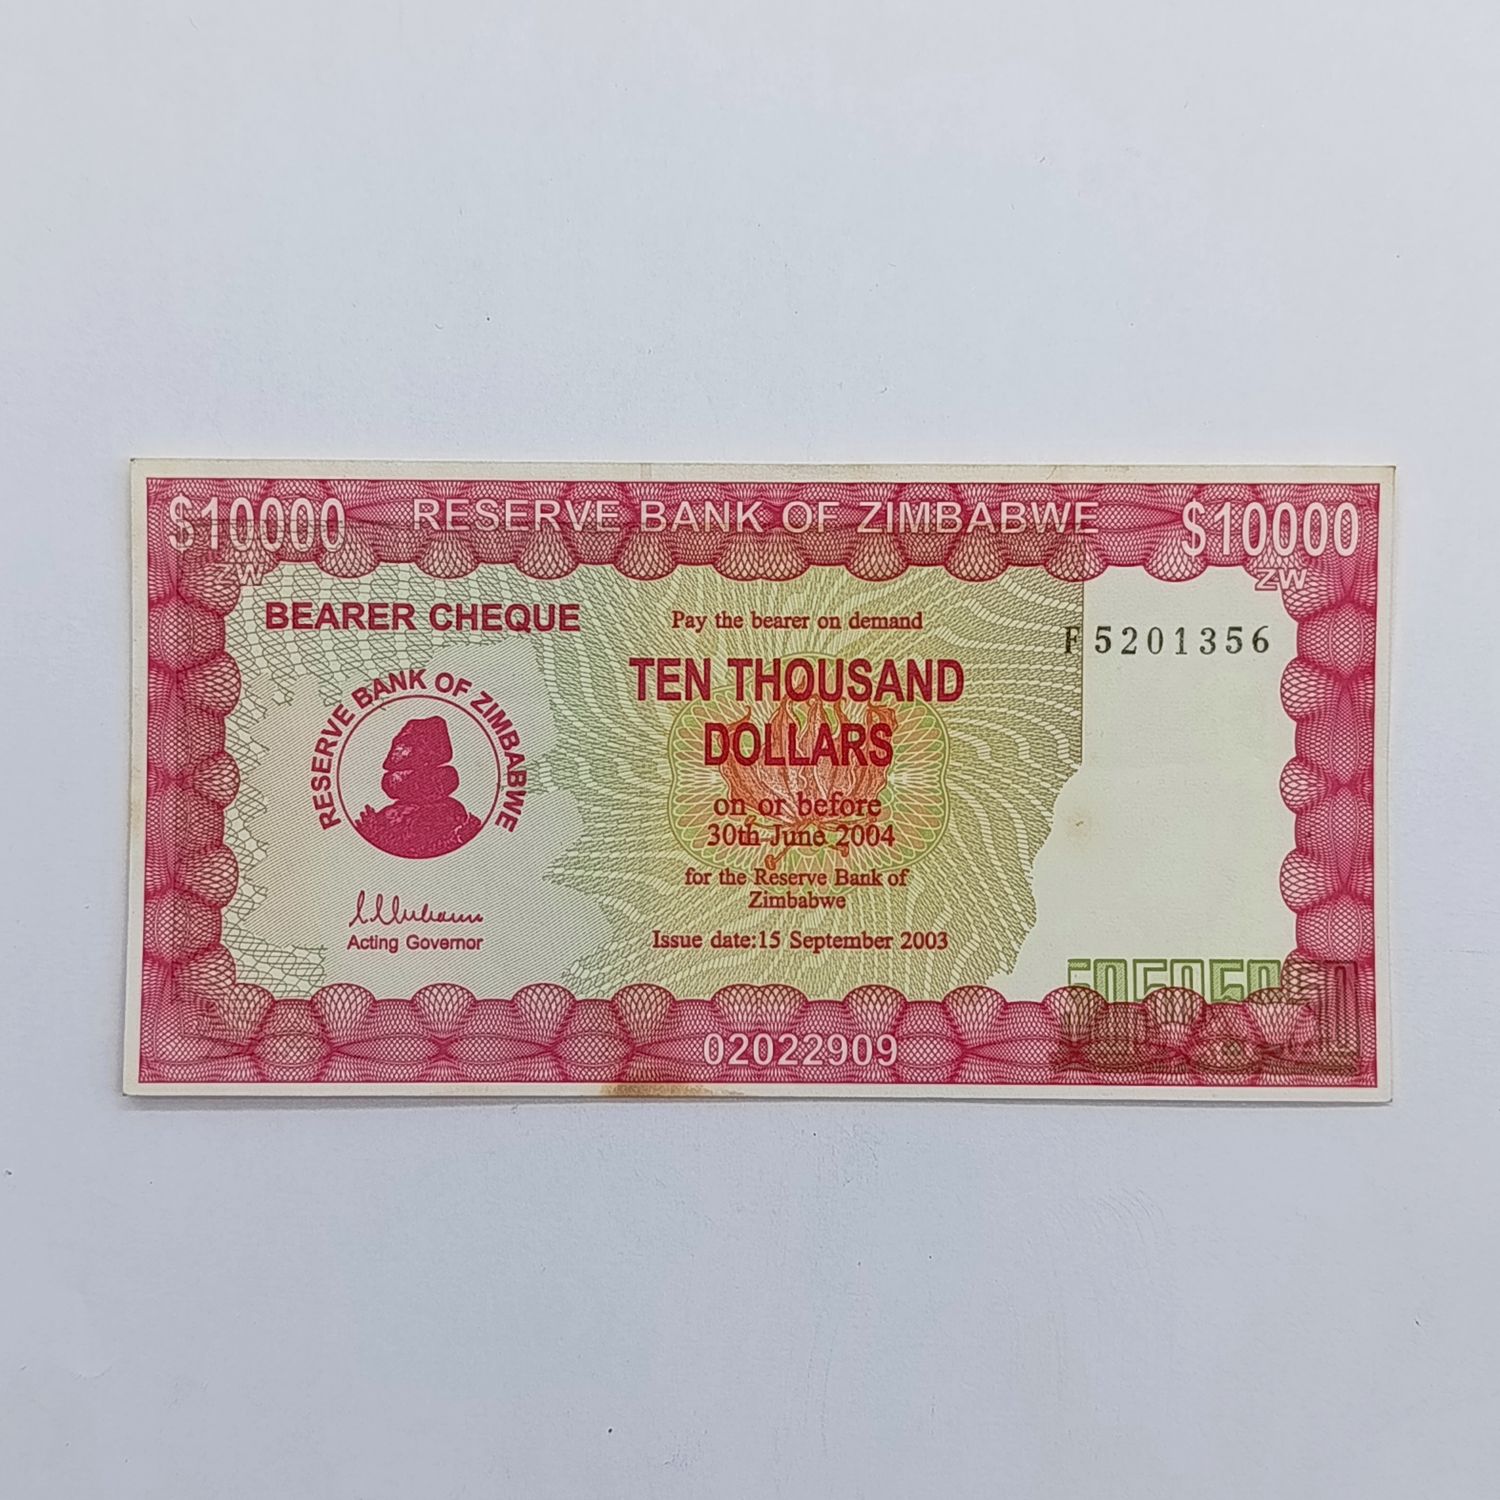 $10000 RESERVE BANK OF ZIMBABWE $10000
ZW ZW
BEARER CHEQUE
RESERVE BANK OF ZIMBABWE
Acting Governor
Pay the bearer on demand
TEN THOUSAND
DOLLARS
on or before
30th June 2004
for the Reserve Bank of
Zimbabwe
Issue date:15 September 2003
F 5201356
02022909